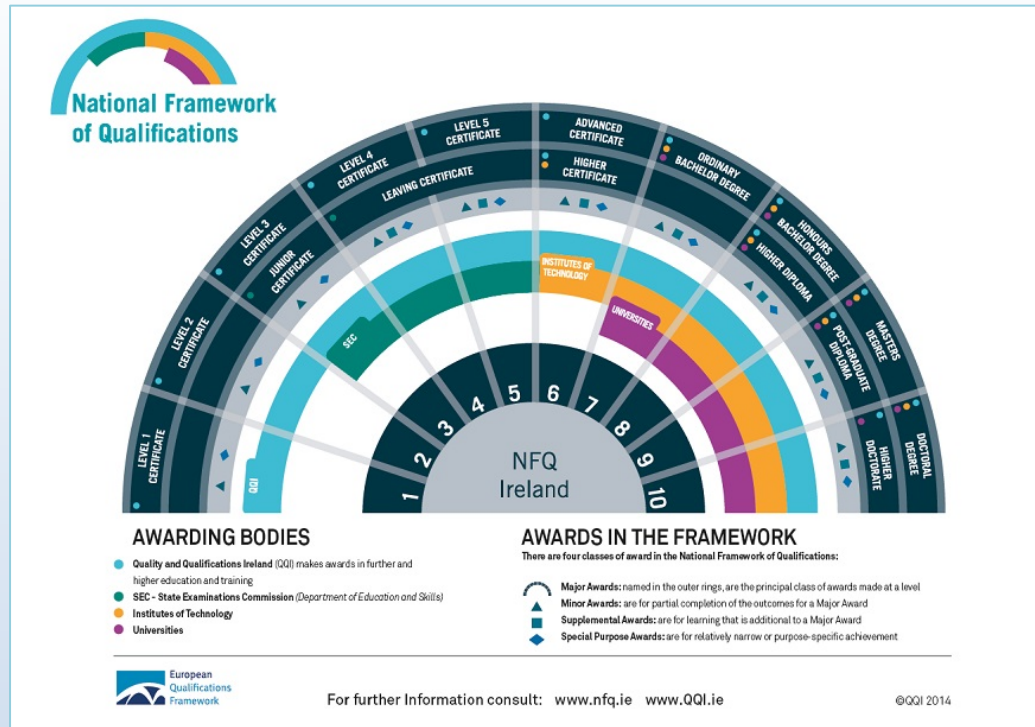 National Framework
of Qualifications
LEVEL 1
CERTIFICATE
LEVEL 2
CERTIFICATE
LEVEL 3
CERTIFICATE
JUNIOR
CERTIFICATE
LEVEL 4
CERTIFICATE
LEVEL 5
CERTIFICATE
LEAVING CERTIFICATE
ADVANCED
CERTIFICATE
HIGHER
CERTIFICATE
ORDINARY
BACHELOR DEGREE
HONOURS
BACHELOR DEGREE
HIGHER DIPLOMA
MASTERS
DEGREE
POST-GRADUATE
DIPLOMA
DOCTORAL
DEGREE
HIGHER
DOCTORATE
QQI
SEC
INSTITUTES OF
TECHNOLOGY
UNIVERSITIES
1
2
3
4
5
6
7
8
9
10
NFQ
Ireland
AWARDING BODIES
Quality and Qualifications Ireland (QQI) makes awards in further and
higher education and training
SEC - State Examinations Commission (Department of Education and Skills)
Institutes of Technology
Universities
AWARDS IN THE FRAMEWORK
There are four classes of award in the National Framework of Qualifications:
Major Awards: named in the outer rings, are the principal class of awards made at a level
Minor Awards: are for partial completion of the outcomes for a Major Award
Supplemental Awards: are for learning that is additional to a Major Award
Special Purpose Awards: are for relatively narrow or purpose-specific achievement
European
Qualifications
Framework
For further Information consult: www.nfq.ie www.QQI.ie
©QQI 2014